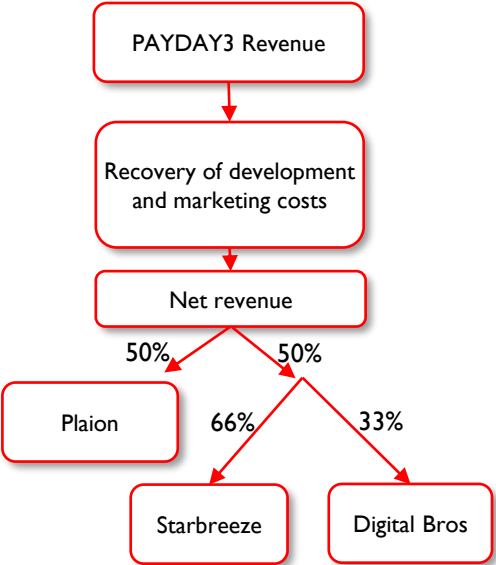 PAYDAY3 Revenue
Recovery of development
and marketing costs
Net revenue
50%
50%
Plaion
66%
33%
Starbreeze
Digital Bros